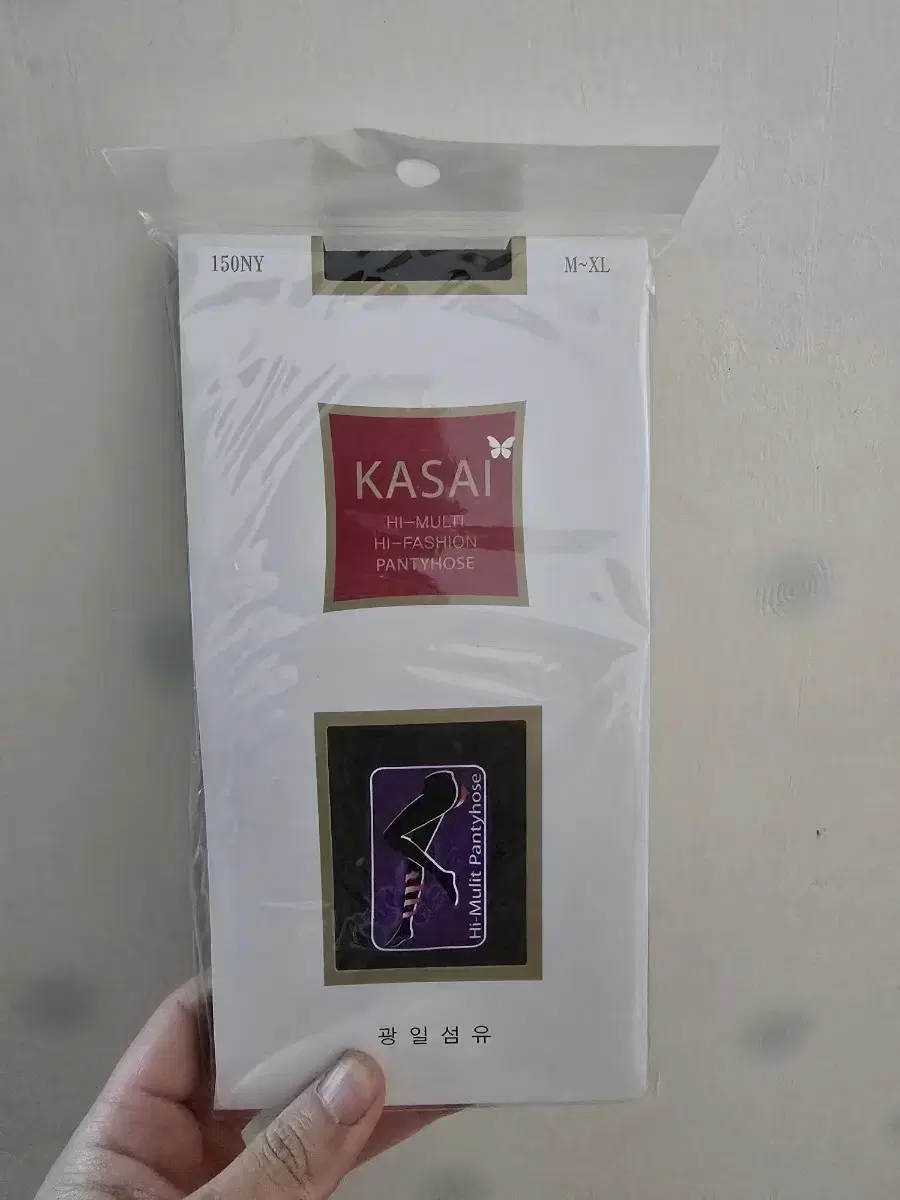 150NY
M~XL
KASAI
HI-MULTI
HI-FASHION
PANTYHOSE
Hi-Mulit Pantyhose
광일섬유